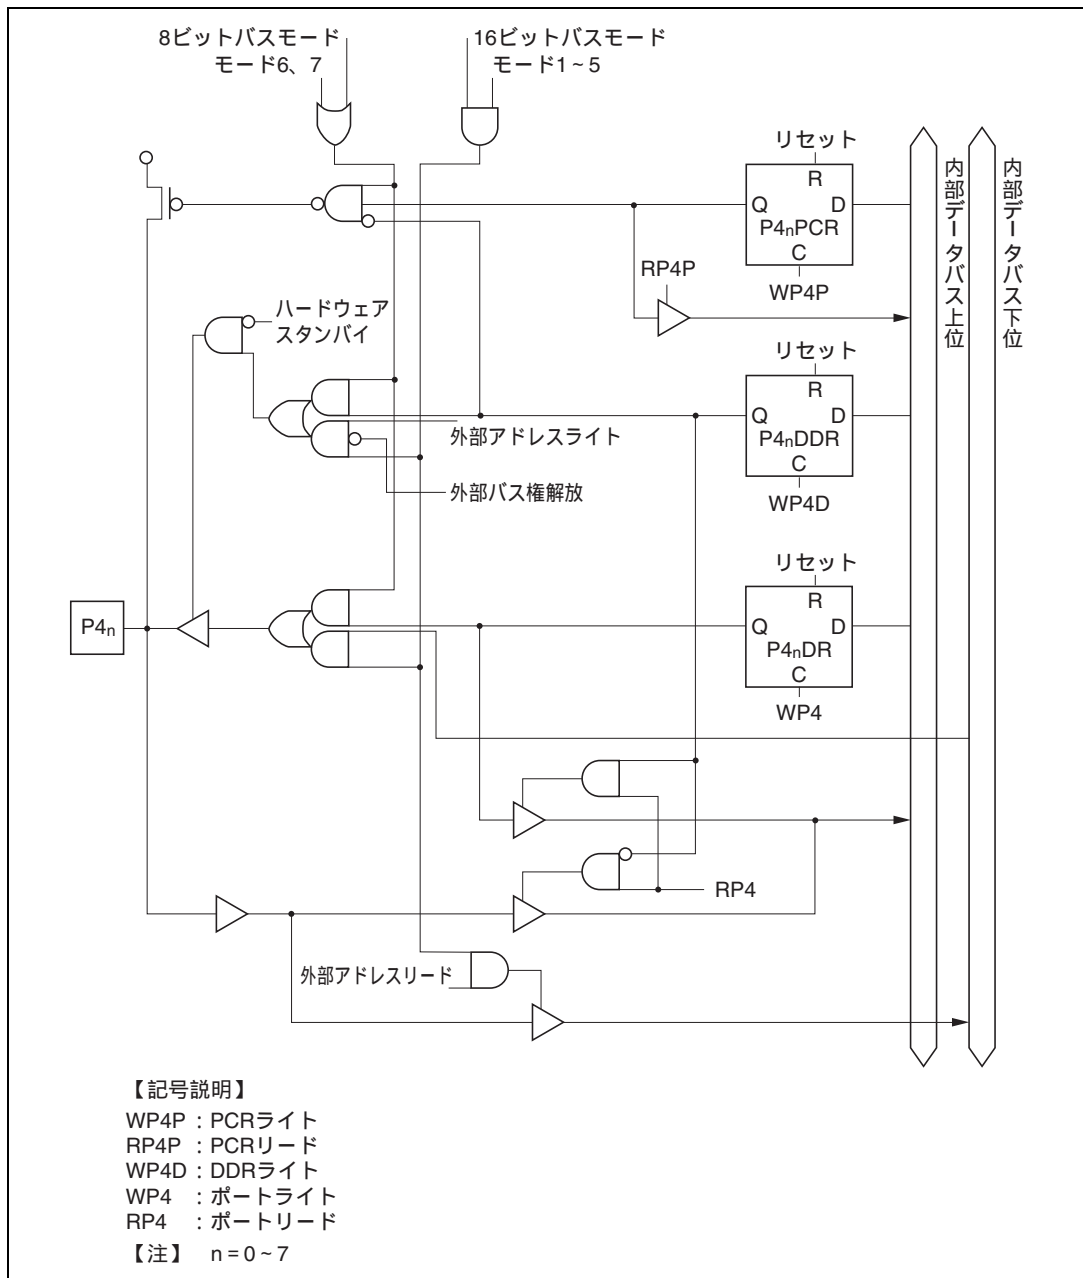 8ビットバスモード
モード6、7
16ビットバスモード
モード1~5
リセット
R
Q D
P4nPCR
C
WP4P
RP4P
内部データバス上位
内部データバス下位
ハードウェア
スタンバイ
リセット
R
Q D
P4nDDR
C
WP4D
外部アドレスライト
外部バス権解放
リセット
R
Q D
P4nDR
C
WP4
P4n
RP4
外部アドレスリード
【記号説明】
WP4P : PCRライト
RP4P : PCRリード
WP4D : DDRライト
WP4 : ポートライト
RP4 : ポートリード
【注】 n = 0 ~ 7